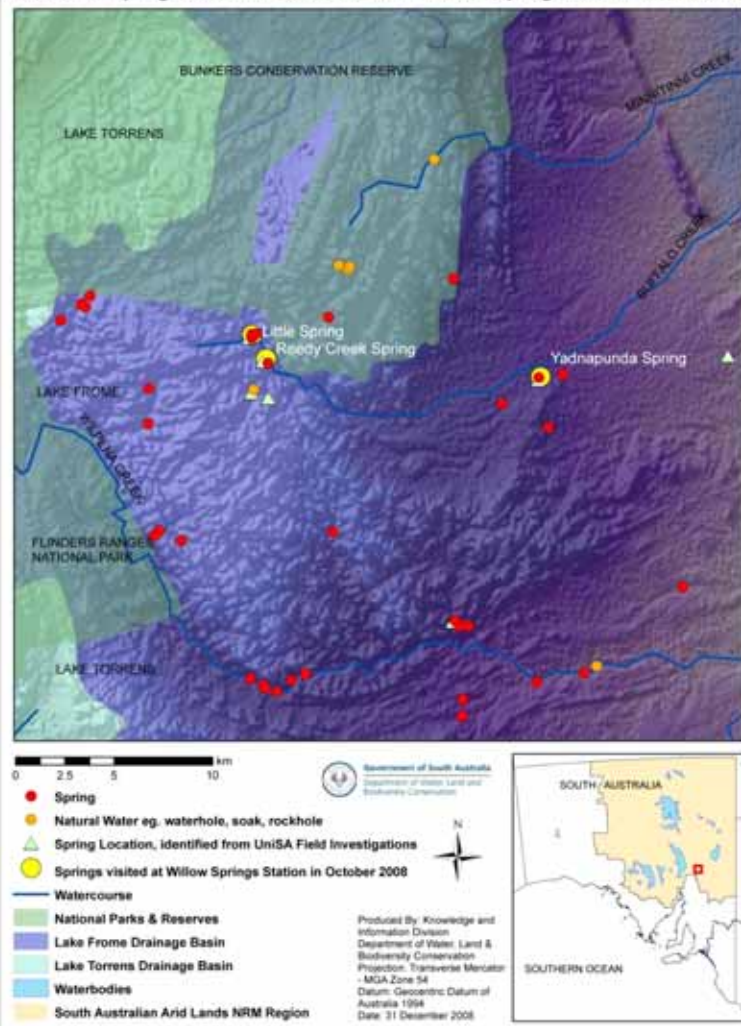 BUNKERS CONSERVATION RESERVE
MINNITINNI CREEK
LAKE TORRENS
BUFFALO CREEK
Little Spring
Reedy Creek Spring
Yadnapunda Spring
LAKE FROME
WILPENA CREEK
FLINDERS RANGES
NATIONAL PARK
LAKE TORRENS
0 2.5 5 10 km
Spring
Natural Water eg. waterhole, soak, rockhole
Spring Location, identified from UniSA Field Investigations
Springs visited at Willow Springs Station in October 2008
Watercourse
National Parks & Reserves
Lake Frome Drainage Basin
Lake Torrens Drainage Basin
Waterbodies
South Australian Arid Lands NRM Region
Government of South Australia
Department of Water, Land and
Biodiversity Conservation
N
Produced By: Knowledge and
Information Division
Department of Water, Land &
Biodiversity Conservation
Projection: Transverse Mercator
- MGA Zone 54
Datum: Geocentric Datum of
Australia 1994
Date: 31 December 2008
SOUTH AUSTRALIA
SOUTHERN OCEAN